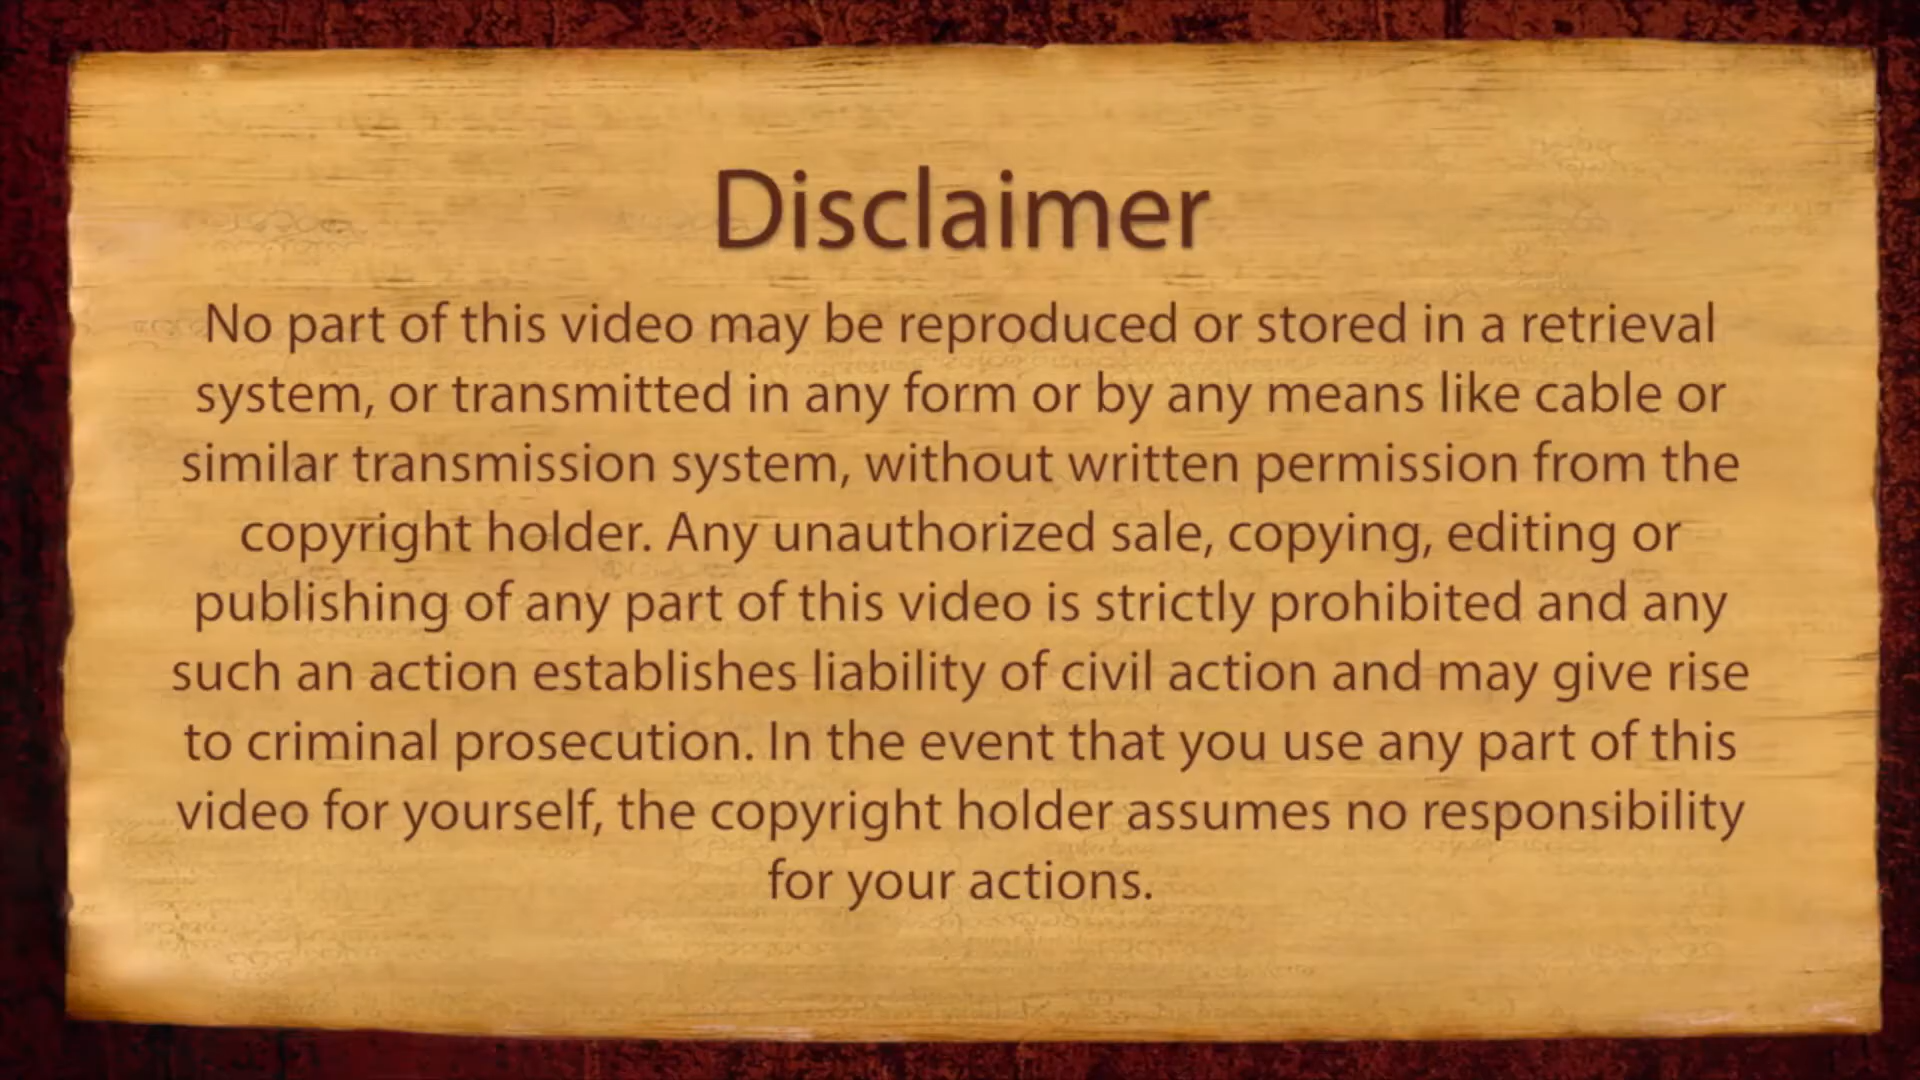 Disclaimer
No part of this video may be reproduced or stored in a retrieval
system, or transmitted in any form or by any means like cable or
similar transmission system, without written permission from the
copyright holder. Any unauthorized sale, copying, editing or
publishing of any part of this video is strictly prohibited and any
such an action establishes liability of civil action and may give rise
to criminal prosecution. In the event that you use any part of this
video for yourself, the copyright holder assumes no responsibility
for your actions.